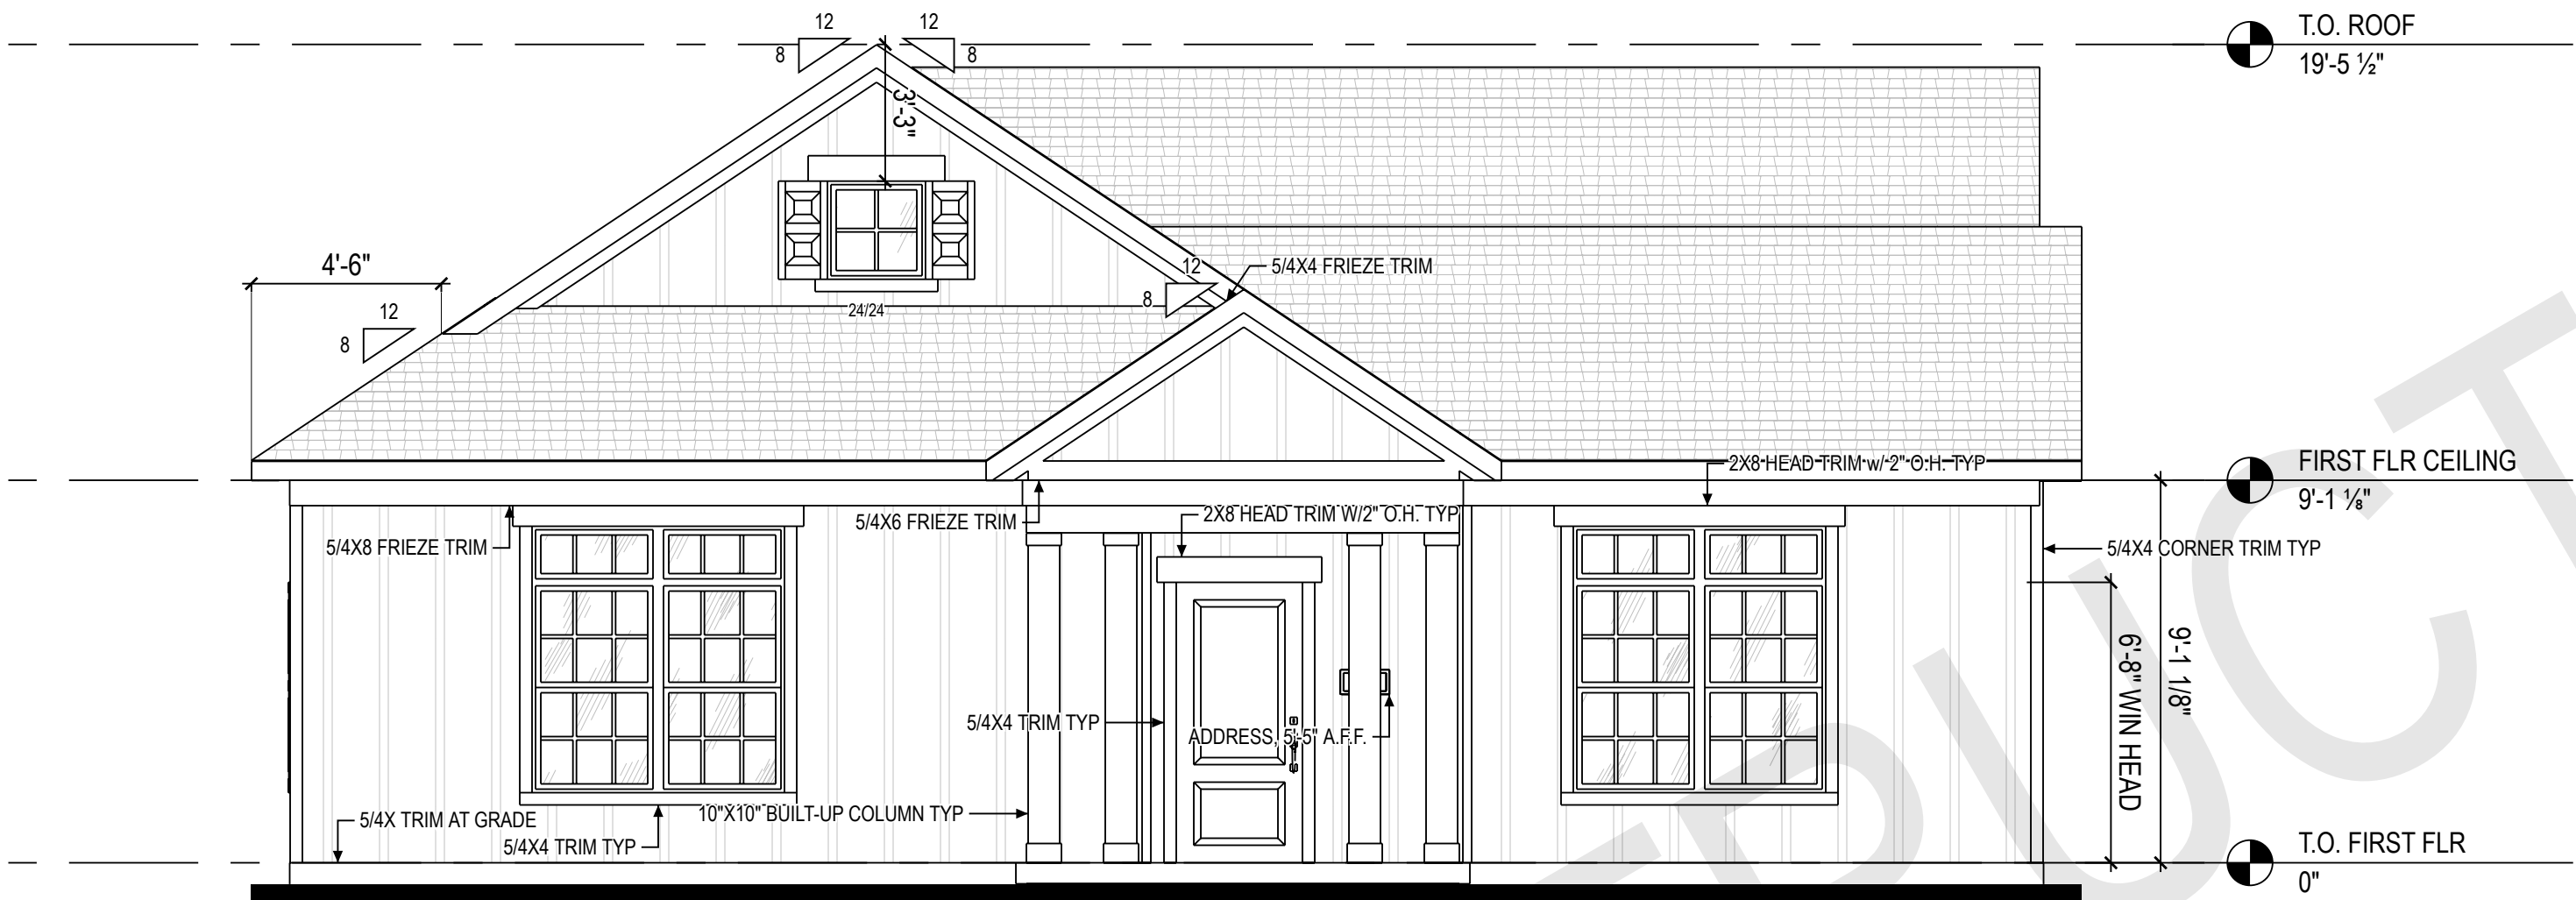 12
12
8
8
T.O. ROOF
19'-5 ½"
3'-3"
4'-6"
12
8
12
8
5/4X4 FRIEZE TRIM
24/24
2X8 HEAD TRIM w/ 2" O.H. TYP
FIRST FLR CEILING
9'-1 ⅛"
5/4X6 FRIEZE TRIM
2X8 HEAD TRIM W/2" O.H. TYP
5/4X8 FRIEZE TRIM
5/4X4 CORNER TRIM TYP
6'-8" WIN HEAD
9'-1 1/8"
5/4X4 TRIM TYP
ADDRESS, 5'-5" A.F.F.
10"X10" BUILT-UP COLUMN TYP
5/4X TRIM AT GRADE
5/4X4 TRIM TYP
T.O. FIRST FLR
0"